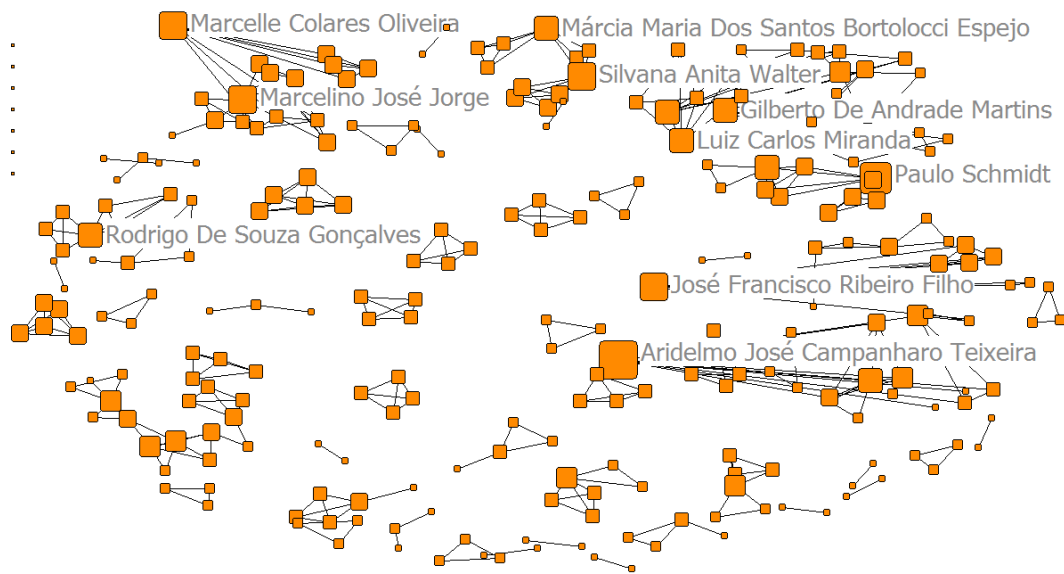 Marcelle Colares Oliveira
Márcia Maria Dos Santos Bortolocci Espejo
Silvana Anita Walter
Marcelino José Jorge
Gilberto De Andrade Martins
Luiz Carlos Miranda
Paulo Schmidt
Rodrigo De Souza Gonçalves
José Francisco Ribeiro Filho
Aridelmo José Campanharo Teixeira